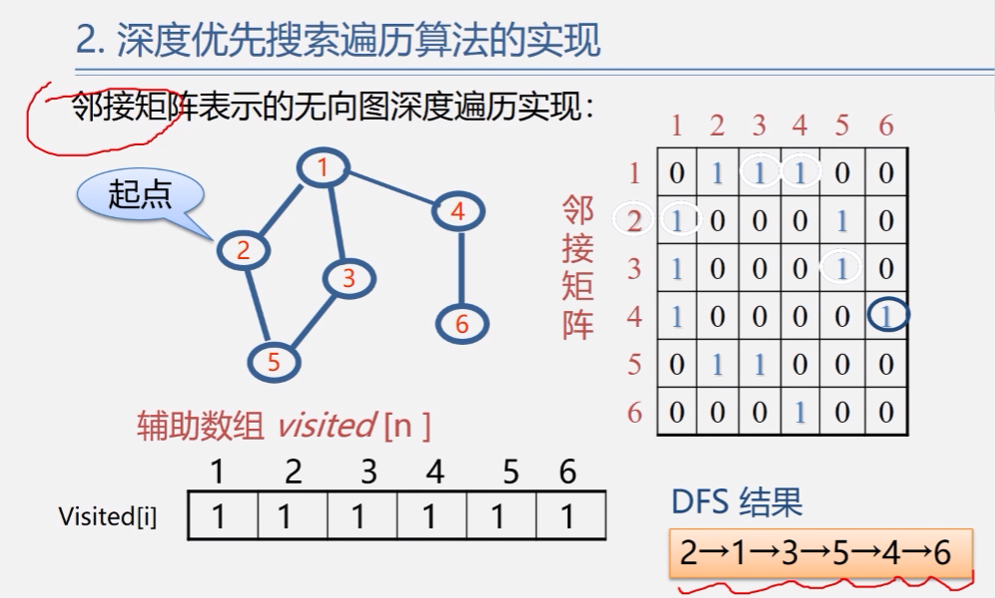 2. 深度优先搜索遍历算法的实现
邻接矩阵表示的无向图深度遍历实现：
起点
1
2
3
4
5
6
邻接矩阵
1 2 3 4 5 6
1 0 1 1 1 0 0
2 1 0 0 0 1 0
3 1 0 0 0 1 0
4 1 0 0 0 0 1
5 0 1 1 0 0 0
6 0 0 0 1 0 0
辅助数组 visited [n ]
1 2 3 4 5 6
Visited[i] 1 1 1 1 1 1
DFS 结果
2→1→3→5→4→6